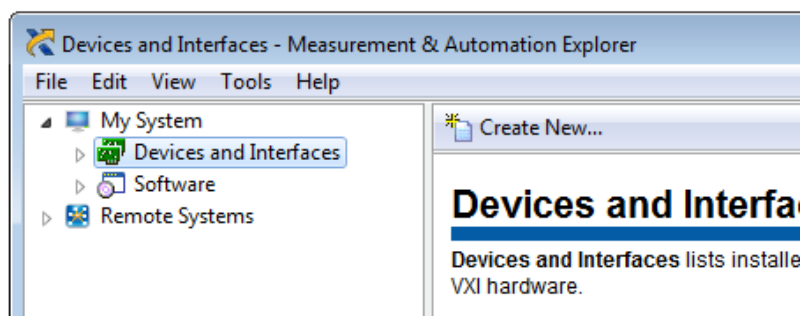 Devices and Interfaces - Measurement & Automation Explorer
File Edit View Tools Help
My System
Devices and Interfaces
Software
Remote Systems
Create New...
Devices and Interfa
Devices and Interfaces lists installe
VXI hardware.